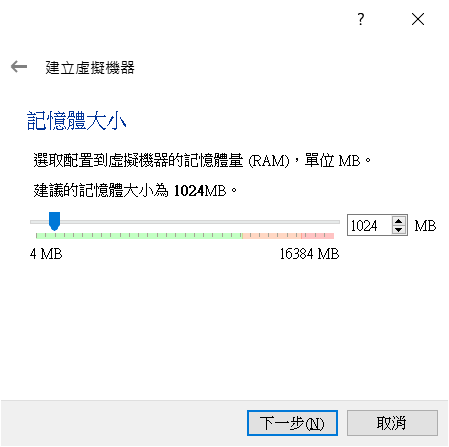 ?
建立虛擬機器
記憶體大小
選取配置到虛擬機器的記憶體量 (RAM)，單位 MB。
建議的記憶體大小為 1024MB。
1024 MB
4 MB 16384 MB
下一步(N) 取消